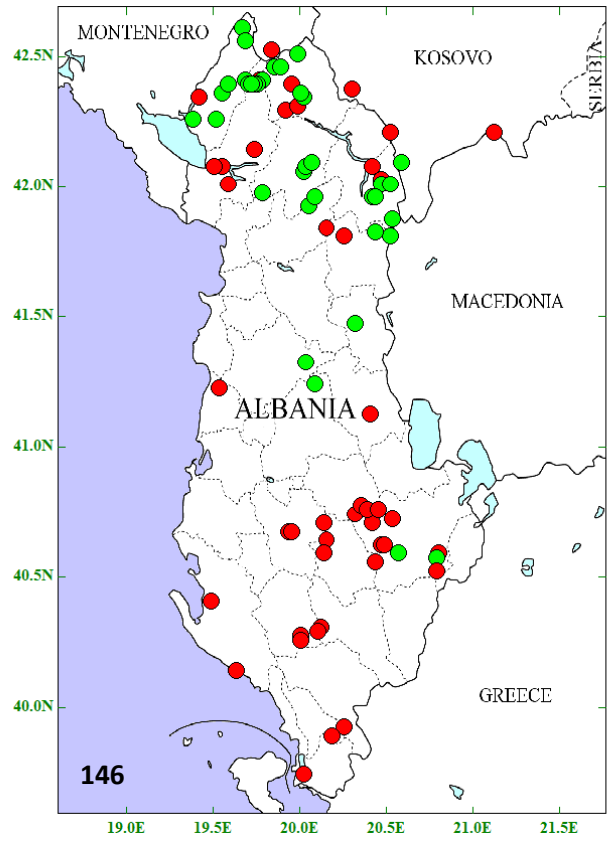 MONTENEGRO
KOSOVO
SERBIA
42.5N
42.0N
MACEDONIA
41.5N
ALBANIA
41.0N
40.5N
GREECE
40.0N
146
19.0E 19.5E 20.0E 20.5E 21.0E 21.5E